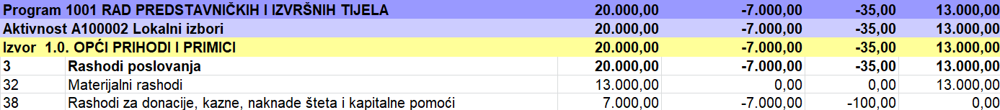 Program 1001 RAD PREDSTAVNIČKIH I IZVRŠNIH TIJELA 20.000,00 -7.000,00 -35,00 13.000,00
Aktivnost A100002 Lokalni izbori 20.000,00 -7.000,00 -35,00 13.000,00
Izvor 1.0. OPĆI PRIHODI I PRIMICI 20.000,00 -7.000,00 -35,00 13.000,00
3 Rashodi poslovanja 20.000,00 -7.000,00 -35,00 13.000,00
32 Materijalni rashodi 13.000,00 0,00 0,00 13.000,00
38 Rashodi za donacije, kazne, naknade šteta i kapitalne pomoći 7.000,00 -7.000,00 -100,00 0,00